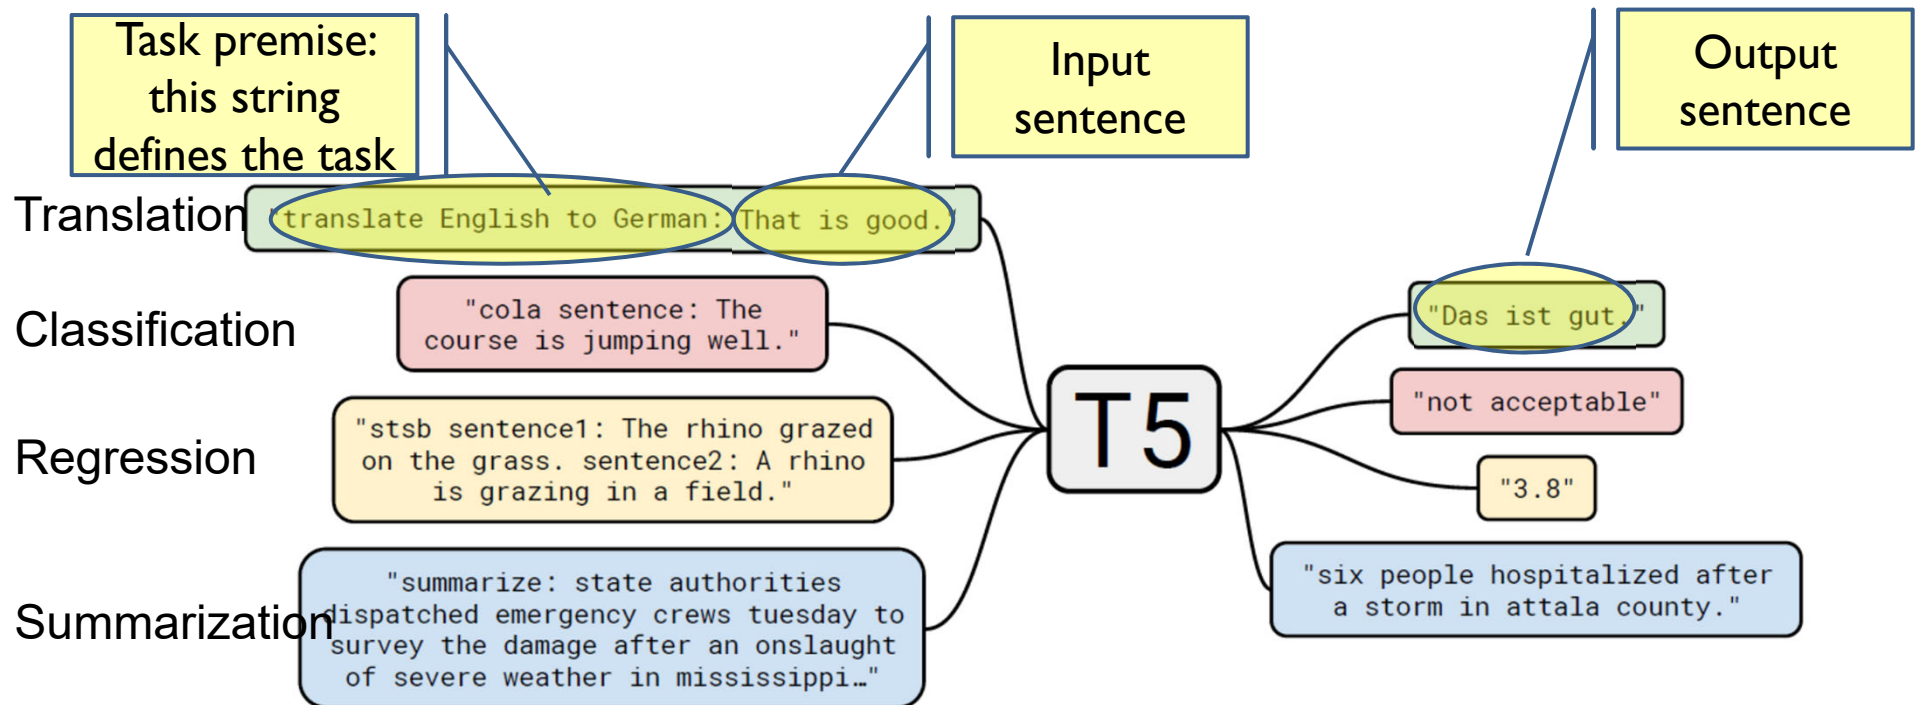 Task premise:
this string
defines the task
Input
sentence
Output
sentence
Translation
"translate English to German: That is good."
"Das ist gut."
Classification
"cola sentence: The
course is jumping well."
"not acceptable"
Regression
"stsb sentence1: The rhino grazed
on the grass. sentence2: A rhino
is grazing in a field."
T5
"3.8"
Summarization
"summarize: state authorities
dispatched emergency crews tuesday to
survey the damage after an onslaught
of severe weather in mississippi…"
"six people hospitalized after
a storm in attala county."